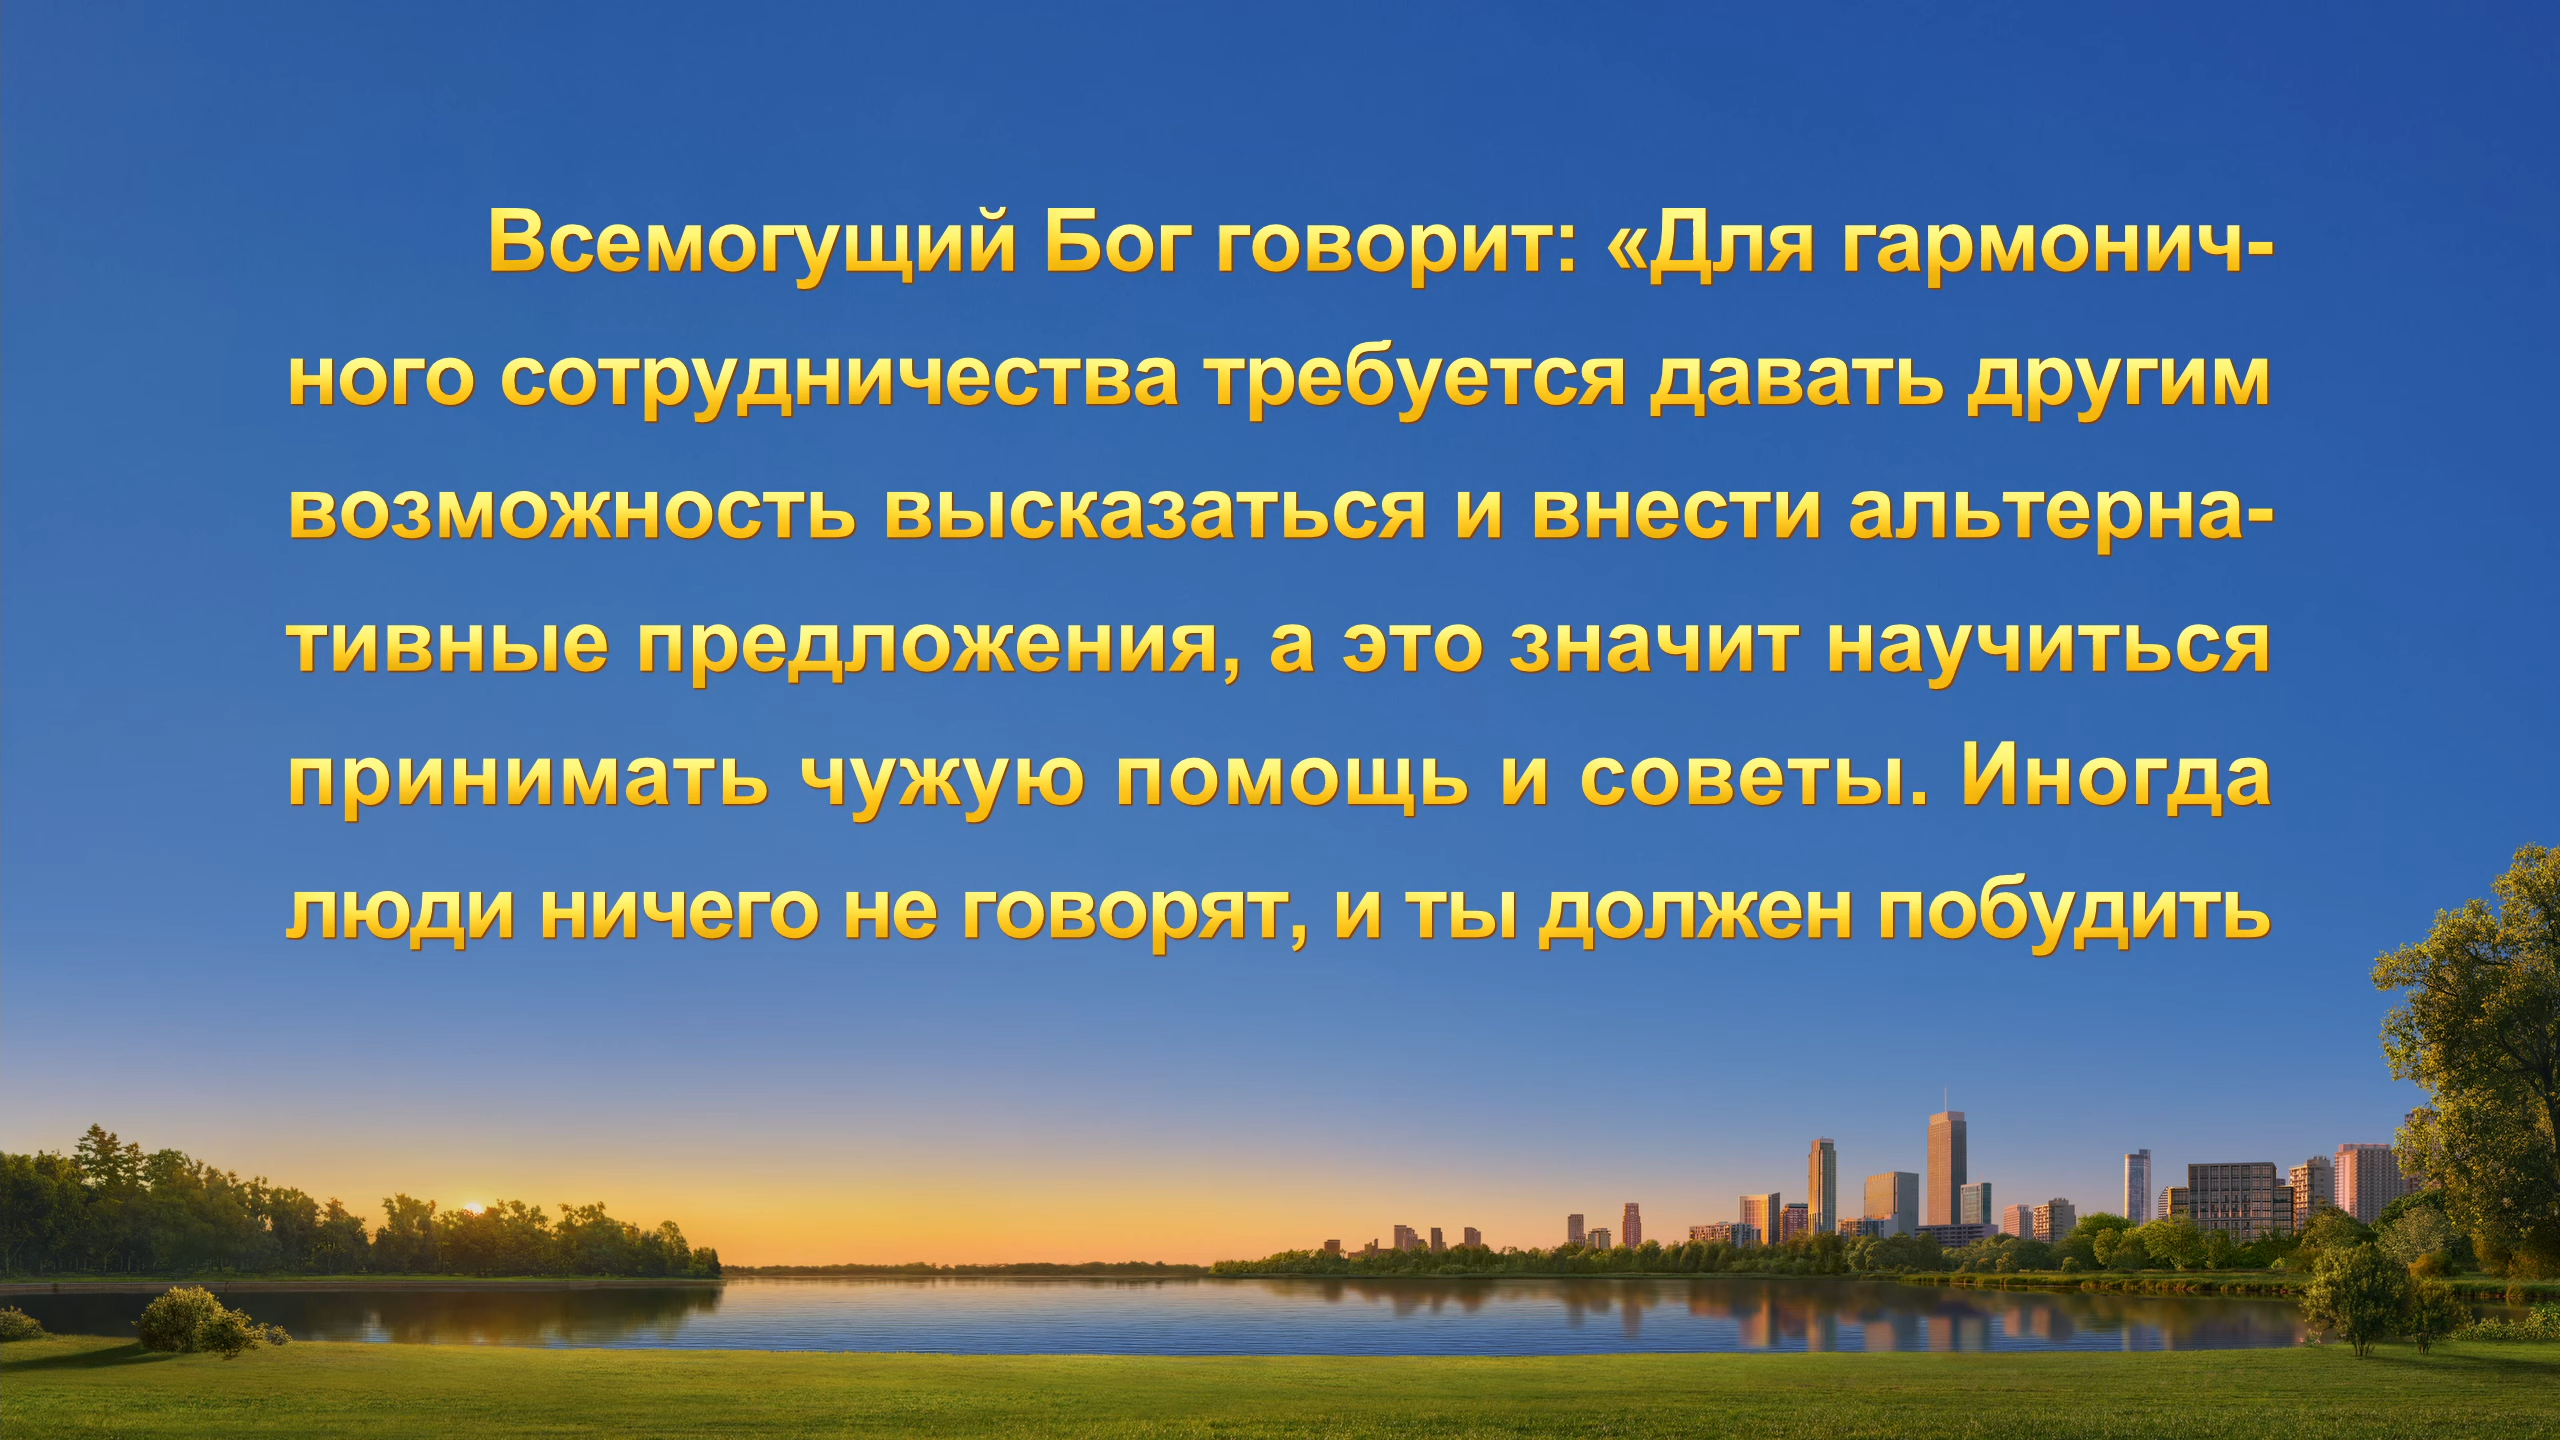 Всемогущий Бог говорит: «Для гармонич-
ного сотрудничества требуется давать другим
возможность высказаться и внести альтерна-
тивные предложения, а это значит научиться
принимать чужую помощь и советы. Иногда
люди ничего не говорят, и ты должен побудить